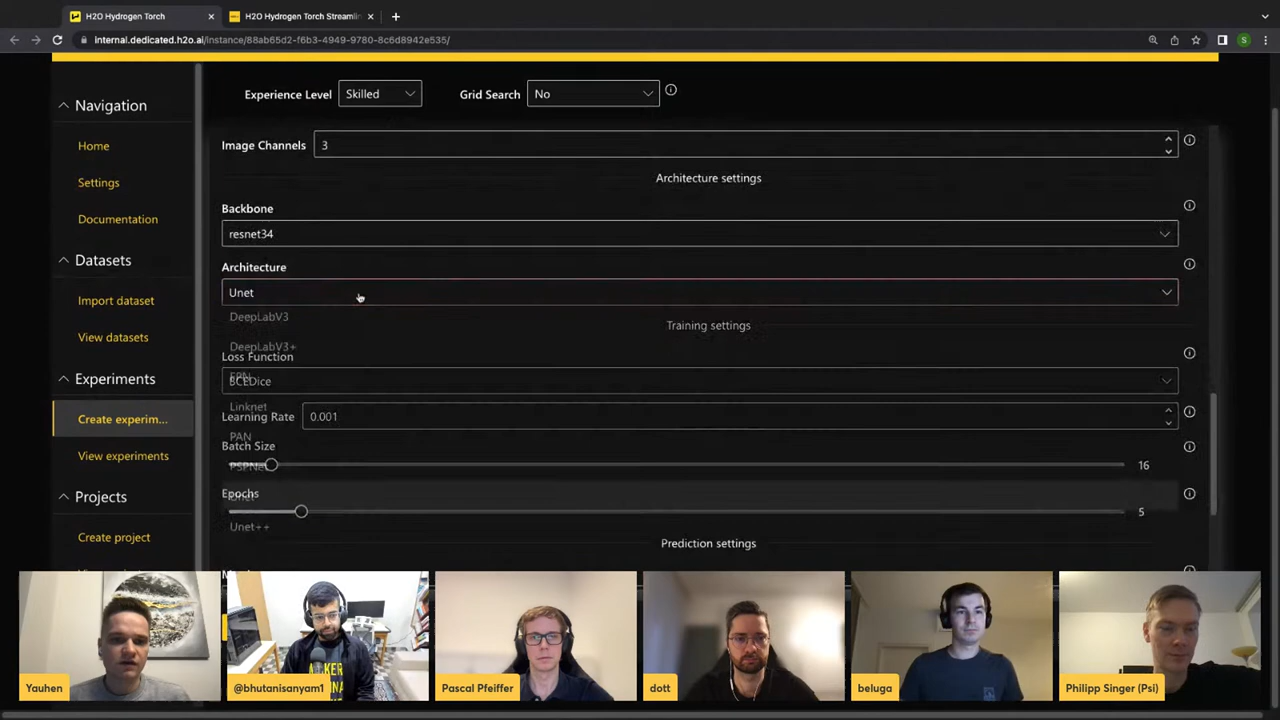 H2O Hydrogen Torch
H2O Hydrogen Torch Streamlin
internal.dedicated.h2o.ai/instance/88ab65d2-f6b3-4949-9780-8c6d8942e535/
S
Navigation
Home
Settings
Documentation
Datasets
Import dataset
View datasets
Experiments
Create experim...
View experiments
Projects
Create project
Experience Level Skilled
Grid Search No
Image Channels 3
Architecture settings
Backbone
resnet34
Architecture
Unet
DeepLabV3
Training settings
DeepLabV3+
Loss Function
FPN
BCEDice
Linknet
Learning Rate 0.001
PAN
Batch Size
PSPNet
16
Epochs
Unet
5
Unet++
Prediction settings
Yauhen
@bhutanisanyam1
Pascal Pfeiffer
dott
beluga
Philipp Singer (Psi)